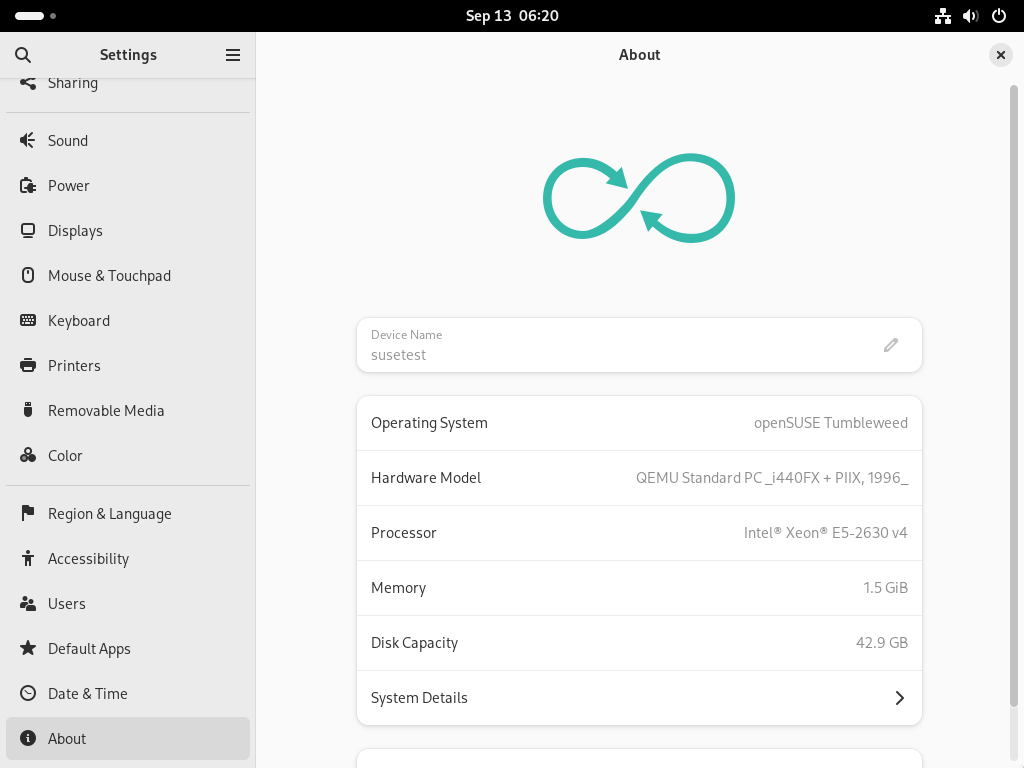 Sep 13 06:20
Settings
About
Sharing
Sound
Power
Displays
Mouse & Touchpad
Keyboard
Printers
Removable Media
Color
Region & Language
Accessibility
Users
Default Apps
Date & Time
About
Device Name
susetest
Operating System openSUSE Tumbleweed
Hardware Model QEMU Standard PC _i440FX + PIIX, 1996_
Processor Intel® Xeon® E5-2630 v4
Memory 1.5 GiB
Disk Capacity 42.9 GB
System Details